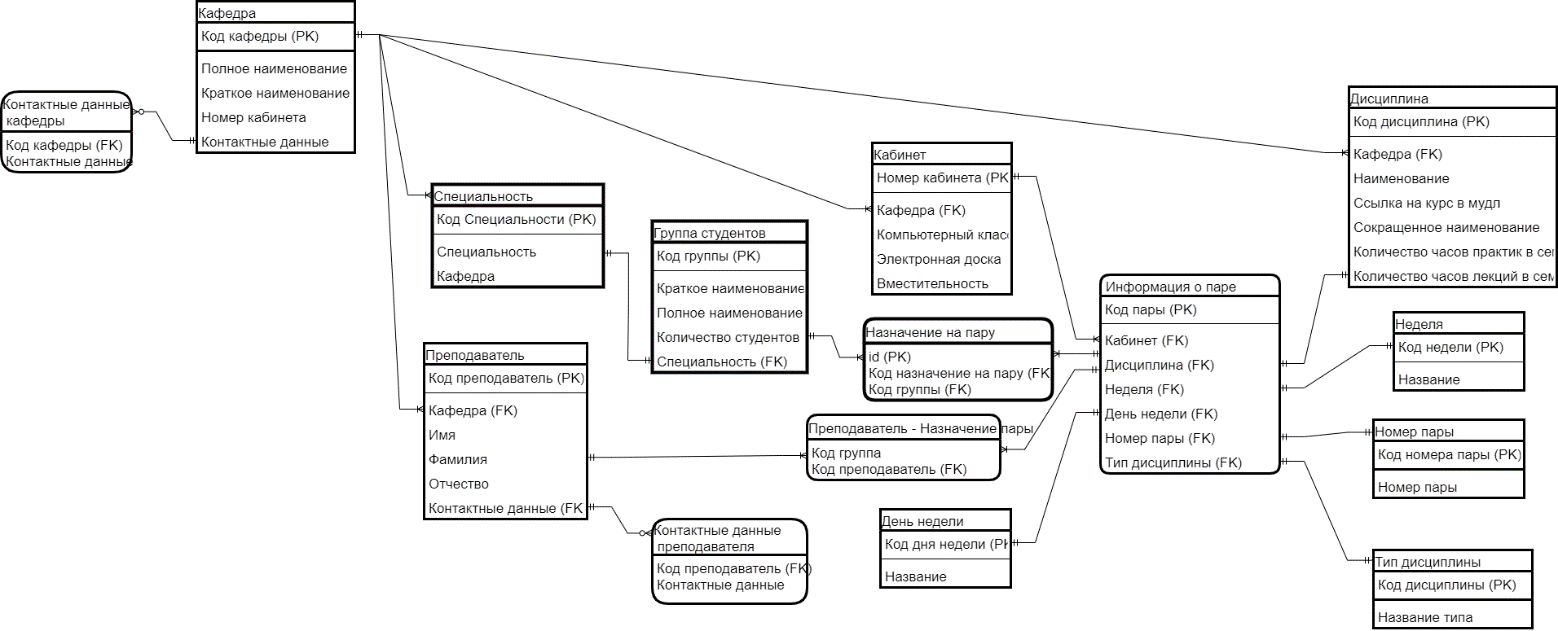 Кафедра
Код кафедры (PK)
Полное наименование
Краткое наименование
Номер кабинета
Контактные данные
Контактные данные
кафедры
Код кафедры (FK)
Контактные данные
Специальность
Код Специальности (PK)
Специальность
Кафедра
Группа студентов
Код группы (PK)
Краткое наименование
Полное наименование
Количество студентов
Специальность (FK)
Преподаватель
Код преподаватель (PK)
Кафедра (FK)
Имя
Фамилия
Отчество
Контактные данные (FK
Контактные данные
преподавателя
Код преподаватель (FK)
Контактные данные
Кабинет
Номер кабинета (PK
Кафедра (FK)
Компьютерный класс
Электронная доска
Вместительность
Назначение на пару
id (PK)
Код назначение на пару (FK)
Код группы (FK)
Преподаватель - Назначение пары
Код группа
Код преподаватель (FK)
День недели
Код дня недели (PK
Название
Информация о паре
Код пары (PK)
Кабинет (FK)
Дисциплина (FK)
Неделя (FK)
День недели (FK)
Номер пары (FK)
Тип дисциплины (FK)
Дисциплина
Код дисциплина (PK)
Кафедра (FK)
Наименование
Ссылка на курс в мудл
Сокращенное наименование
Количество часов практик в сем
Количество часов лекций в сем
Неделя
Код недели (PK)
Название
Номер пары
Код номера пары (PK)
Номер пары
Тип дисциплины
Код дисциплины (PK)
Название типа